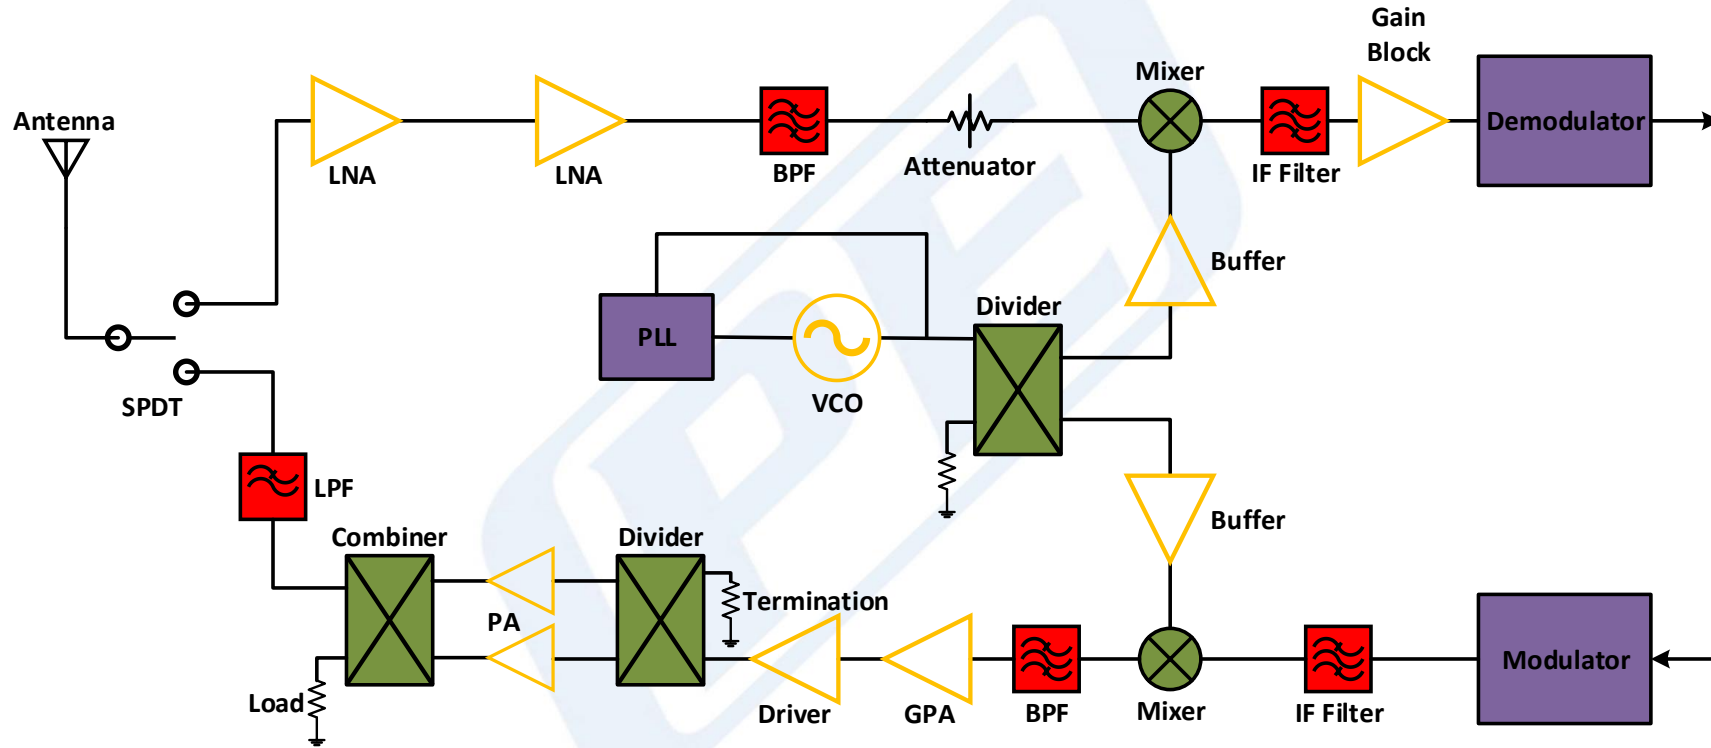 Gain
Block
Mixer
Antenna
Demodulator
LNA
LNA
BPF
Attenuator
IF Filter
Buffer
Divider
PLL
VCO
SPDT
LPF
Buffer
Combiner
Divider
Termination
PA
Modulator
Load
Driver
GPA
BPF
Mixer
IF Filter